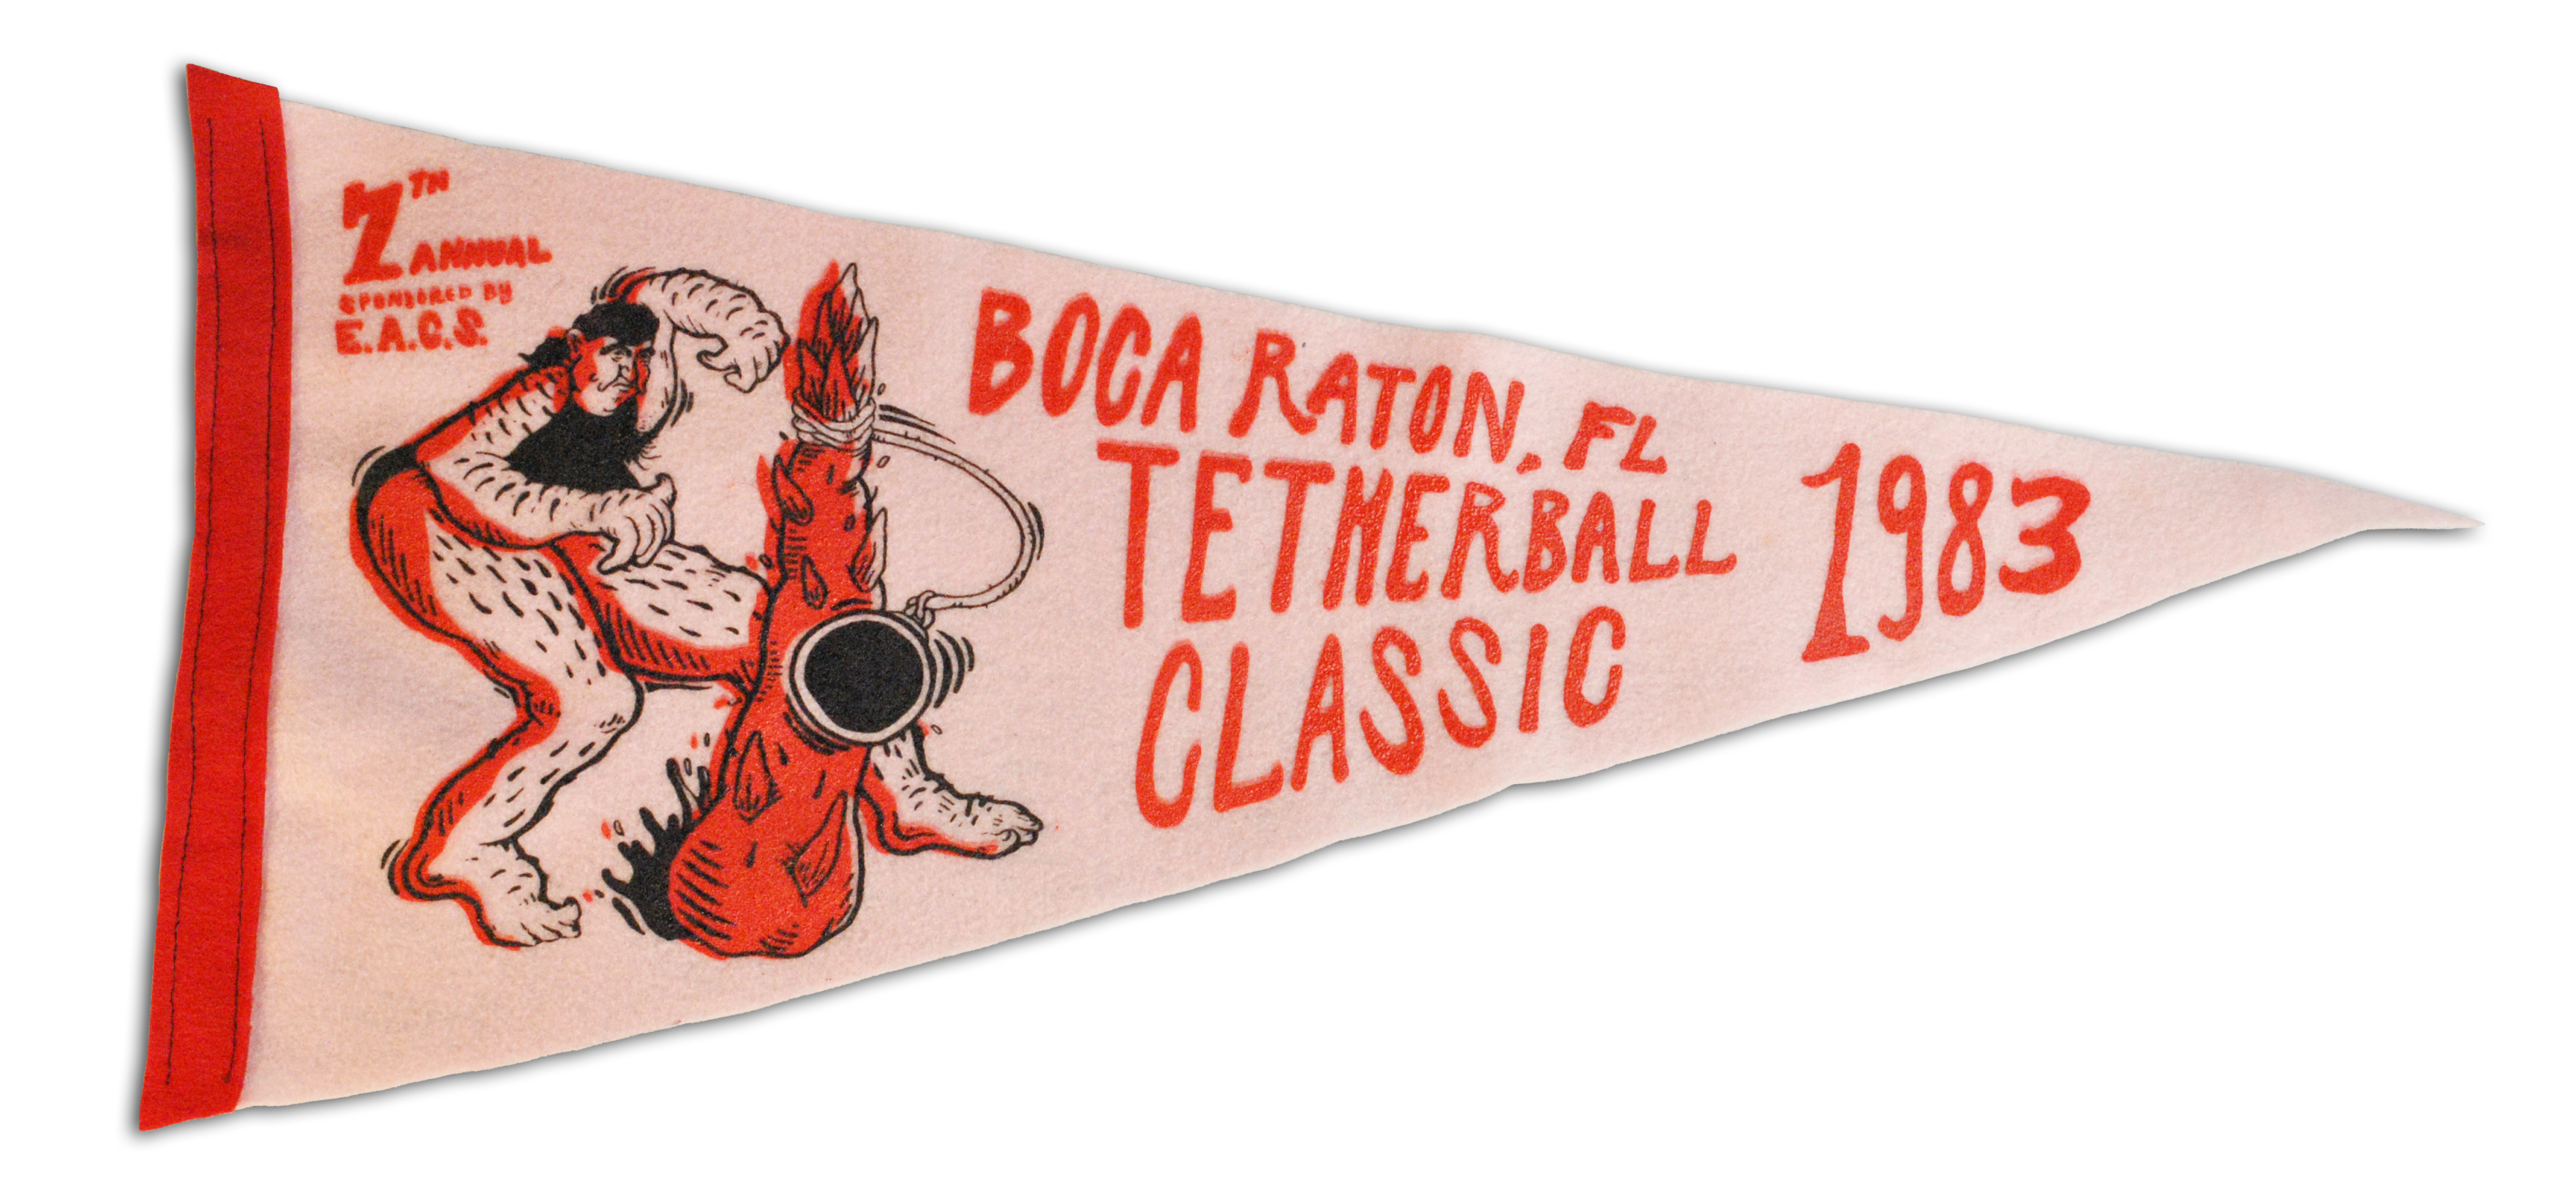 7TH ANNUAL
SPONSORED BY
E.A.C.S.
BOCA RATON, FL
TETHERBALL
CLASSIC
1983